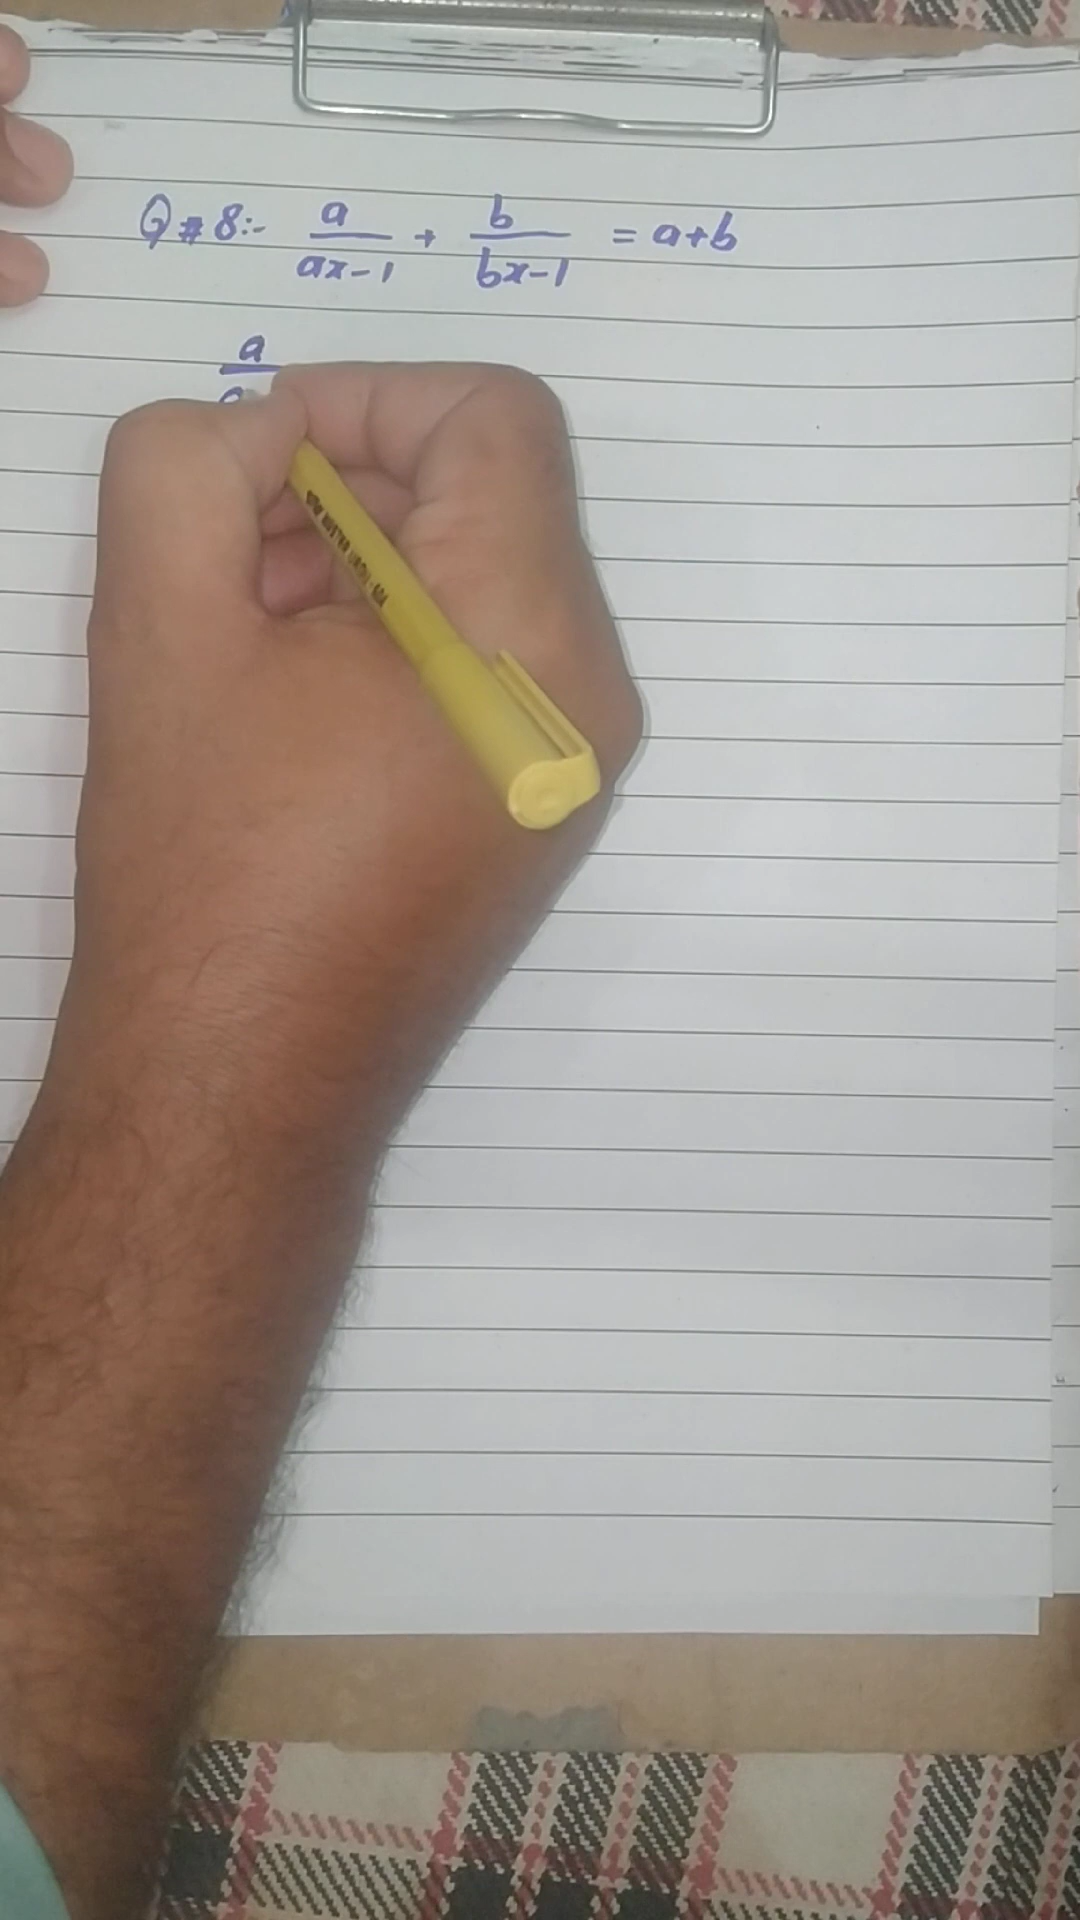 Q#8:- a/(ax-1) + b/(bx-1) = a+b
a